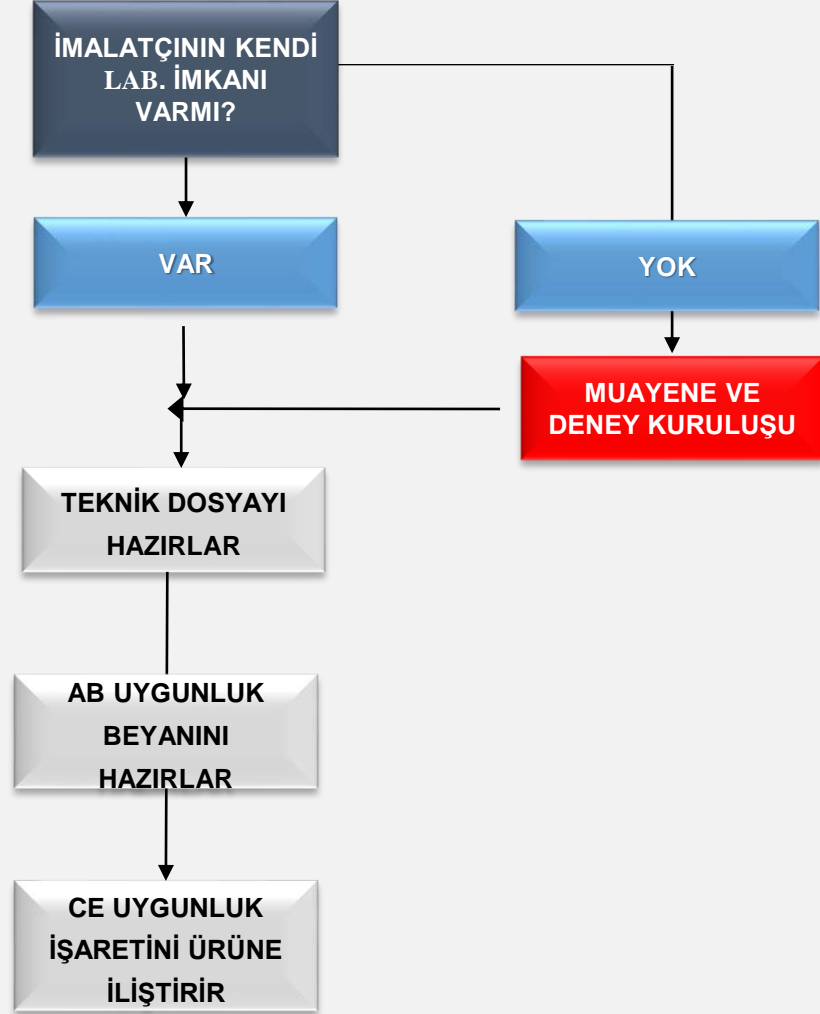 İMALATÇININ KENDİ
LAB. İMKANI
VARMI?
VAR
YOK
MUAYENE VE
DENEY KURULUŞU
TEKNİK DOSYAYI
HAZIRLAR
AB UYGUNLUK
BEYANINI
HAZIRLAR
CE UYGUNLUK
İŞARETİNİ ÜRÜNE
İLİŞTİRİR